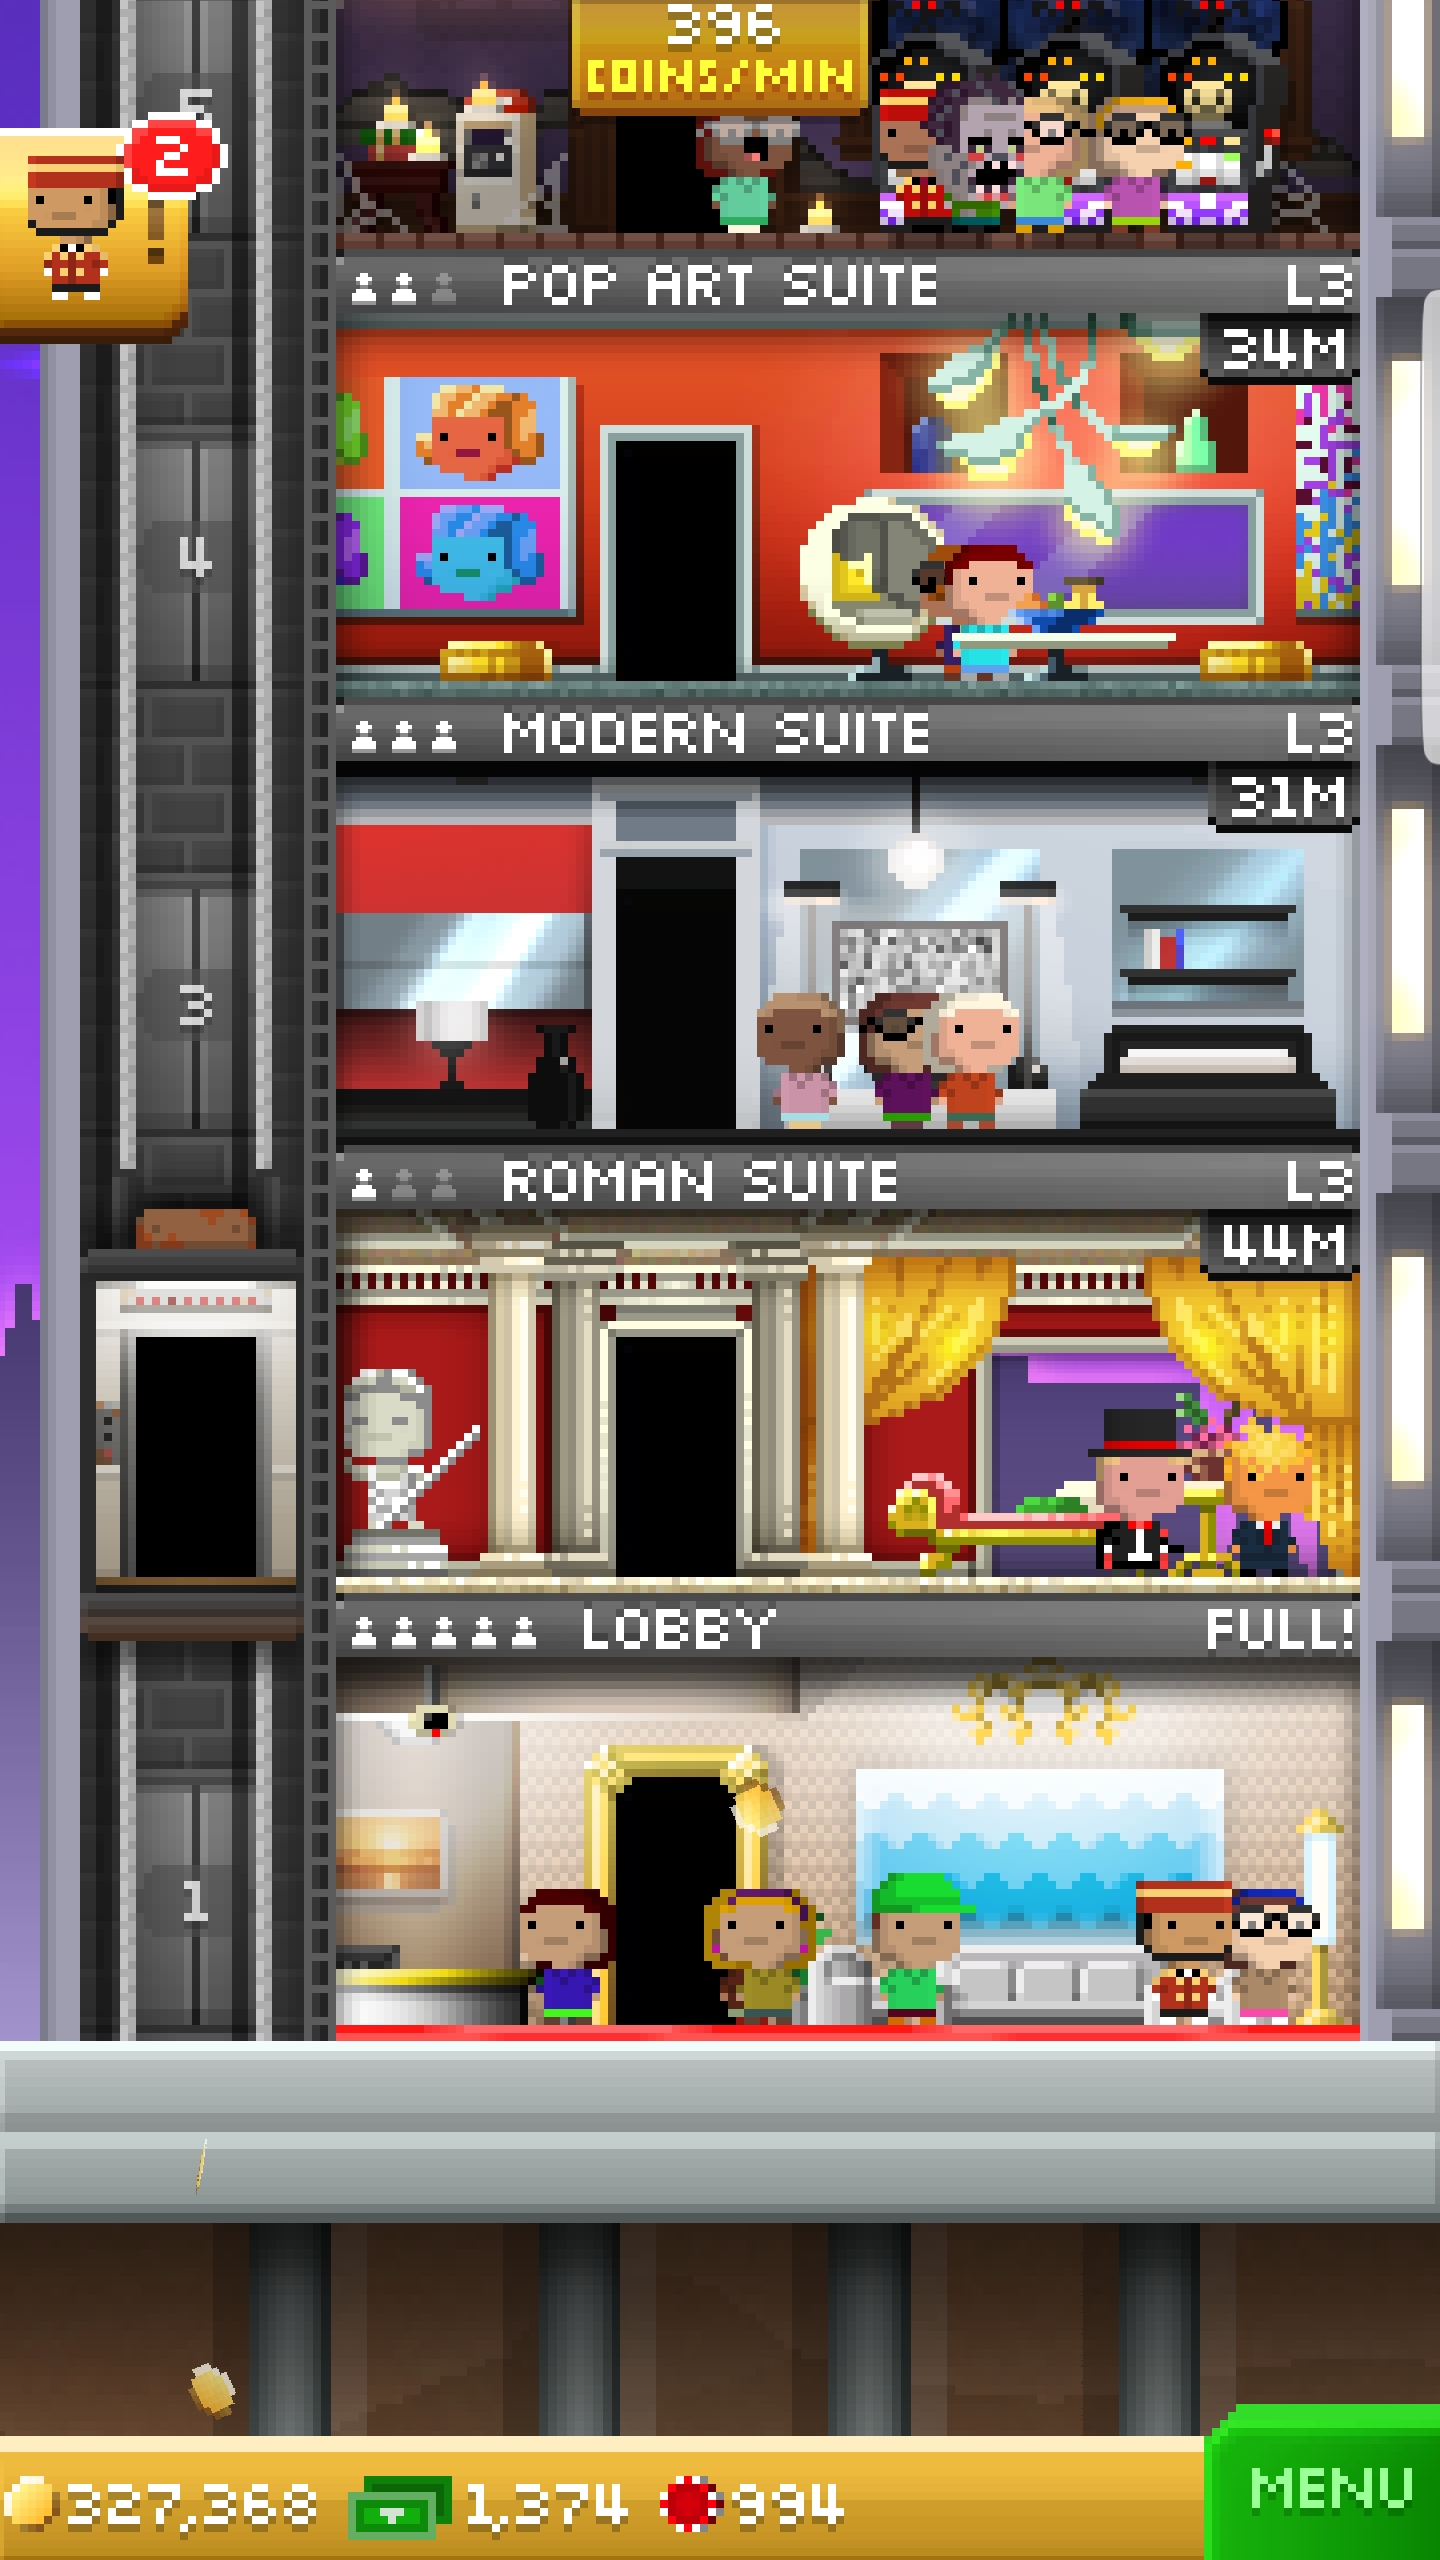 396
COINS/MIN
5
2
!
POP ART SUITE L3
34M
4
MODERN SUITE L3
31M
3
ROMAN SUITE L3
44M
LOBBY FULL!
1
327,368 1,374 994
MENU